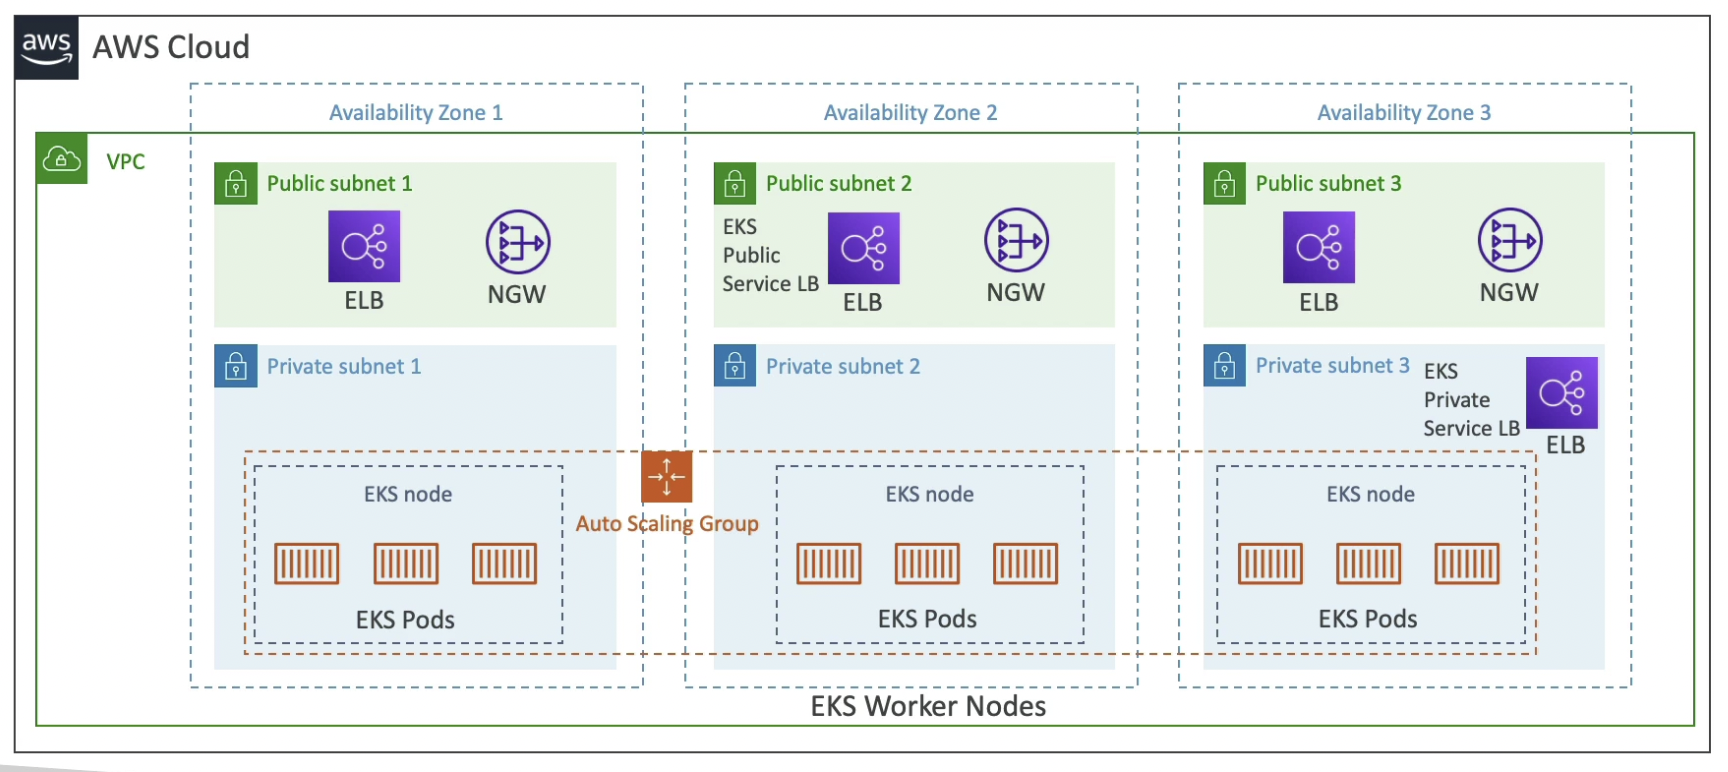 aws
AWS Cloud
Availability Zone 1
Availability Zone 2
Availability Zone 3
VPC
Public subnet 1
ELB
NGW
Public subnet 2
EKS
Public
Service LB
ELB
NGW
Public subnet 3
ELB
NGW
Private subnet 1
Private subnet 2
Private subnet 3
EKS
Private
Service LB
ELB
Auto Scaling Group
EKS node
EKS Pods
EKS node
EKS Pods
EKS node
EKS Pods
EKS Worker Nodes